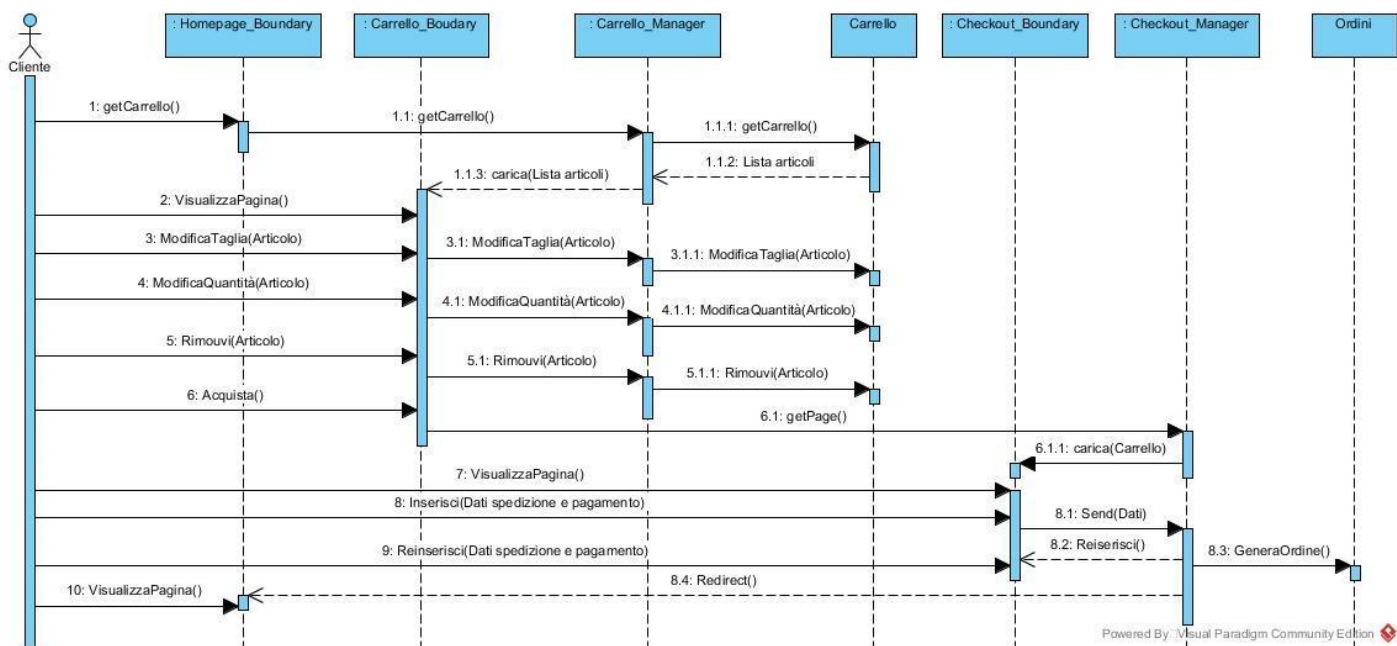 : Homepage_Boundary
: Carrello_Boudary
: Carrello_Manager
Carrello
: Checkout_Boundary
: Checkout_Manager
Ordini
Cliente
1: getCarrello()
1.1: getCarrello()
1.1.1: getCarrello()
1.1.2: Lista articoli
1.1.3: carica(Lista articoli)
2: VisualizzaPagina()
3: ModificaTaglia(Articolo)
3.1: ModificaTaglia(Articolo)
3.1.1: ModificaTaglia(Articolo)
4: ModificaQuantità(Articolo)
4.1: ModificaQuantità(Articolo)
4.1.1: ModificaQuantità(Articolo)
5: Rimouvi(Articolo)
5.1: Rimouvi(Articolo)
5.1.1: Rimouvi(Articolo)
6: Acquista()
6.1: getPage()
6.1.1: carica(Carrello)
7: VisualizzaPagina()
8: Inserisci(Dati spedizione e pagamento)
8.1: Send(Dati)
8.2: Reiserisci()
9: Reinserisci(Dati spedizione e pagamento)
8.3: GeneraOrdine()
8.4: Redirect()
10: VisualizzaPagina()
Powered By Visual Paradigm Community Edition